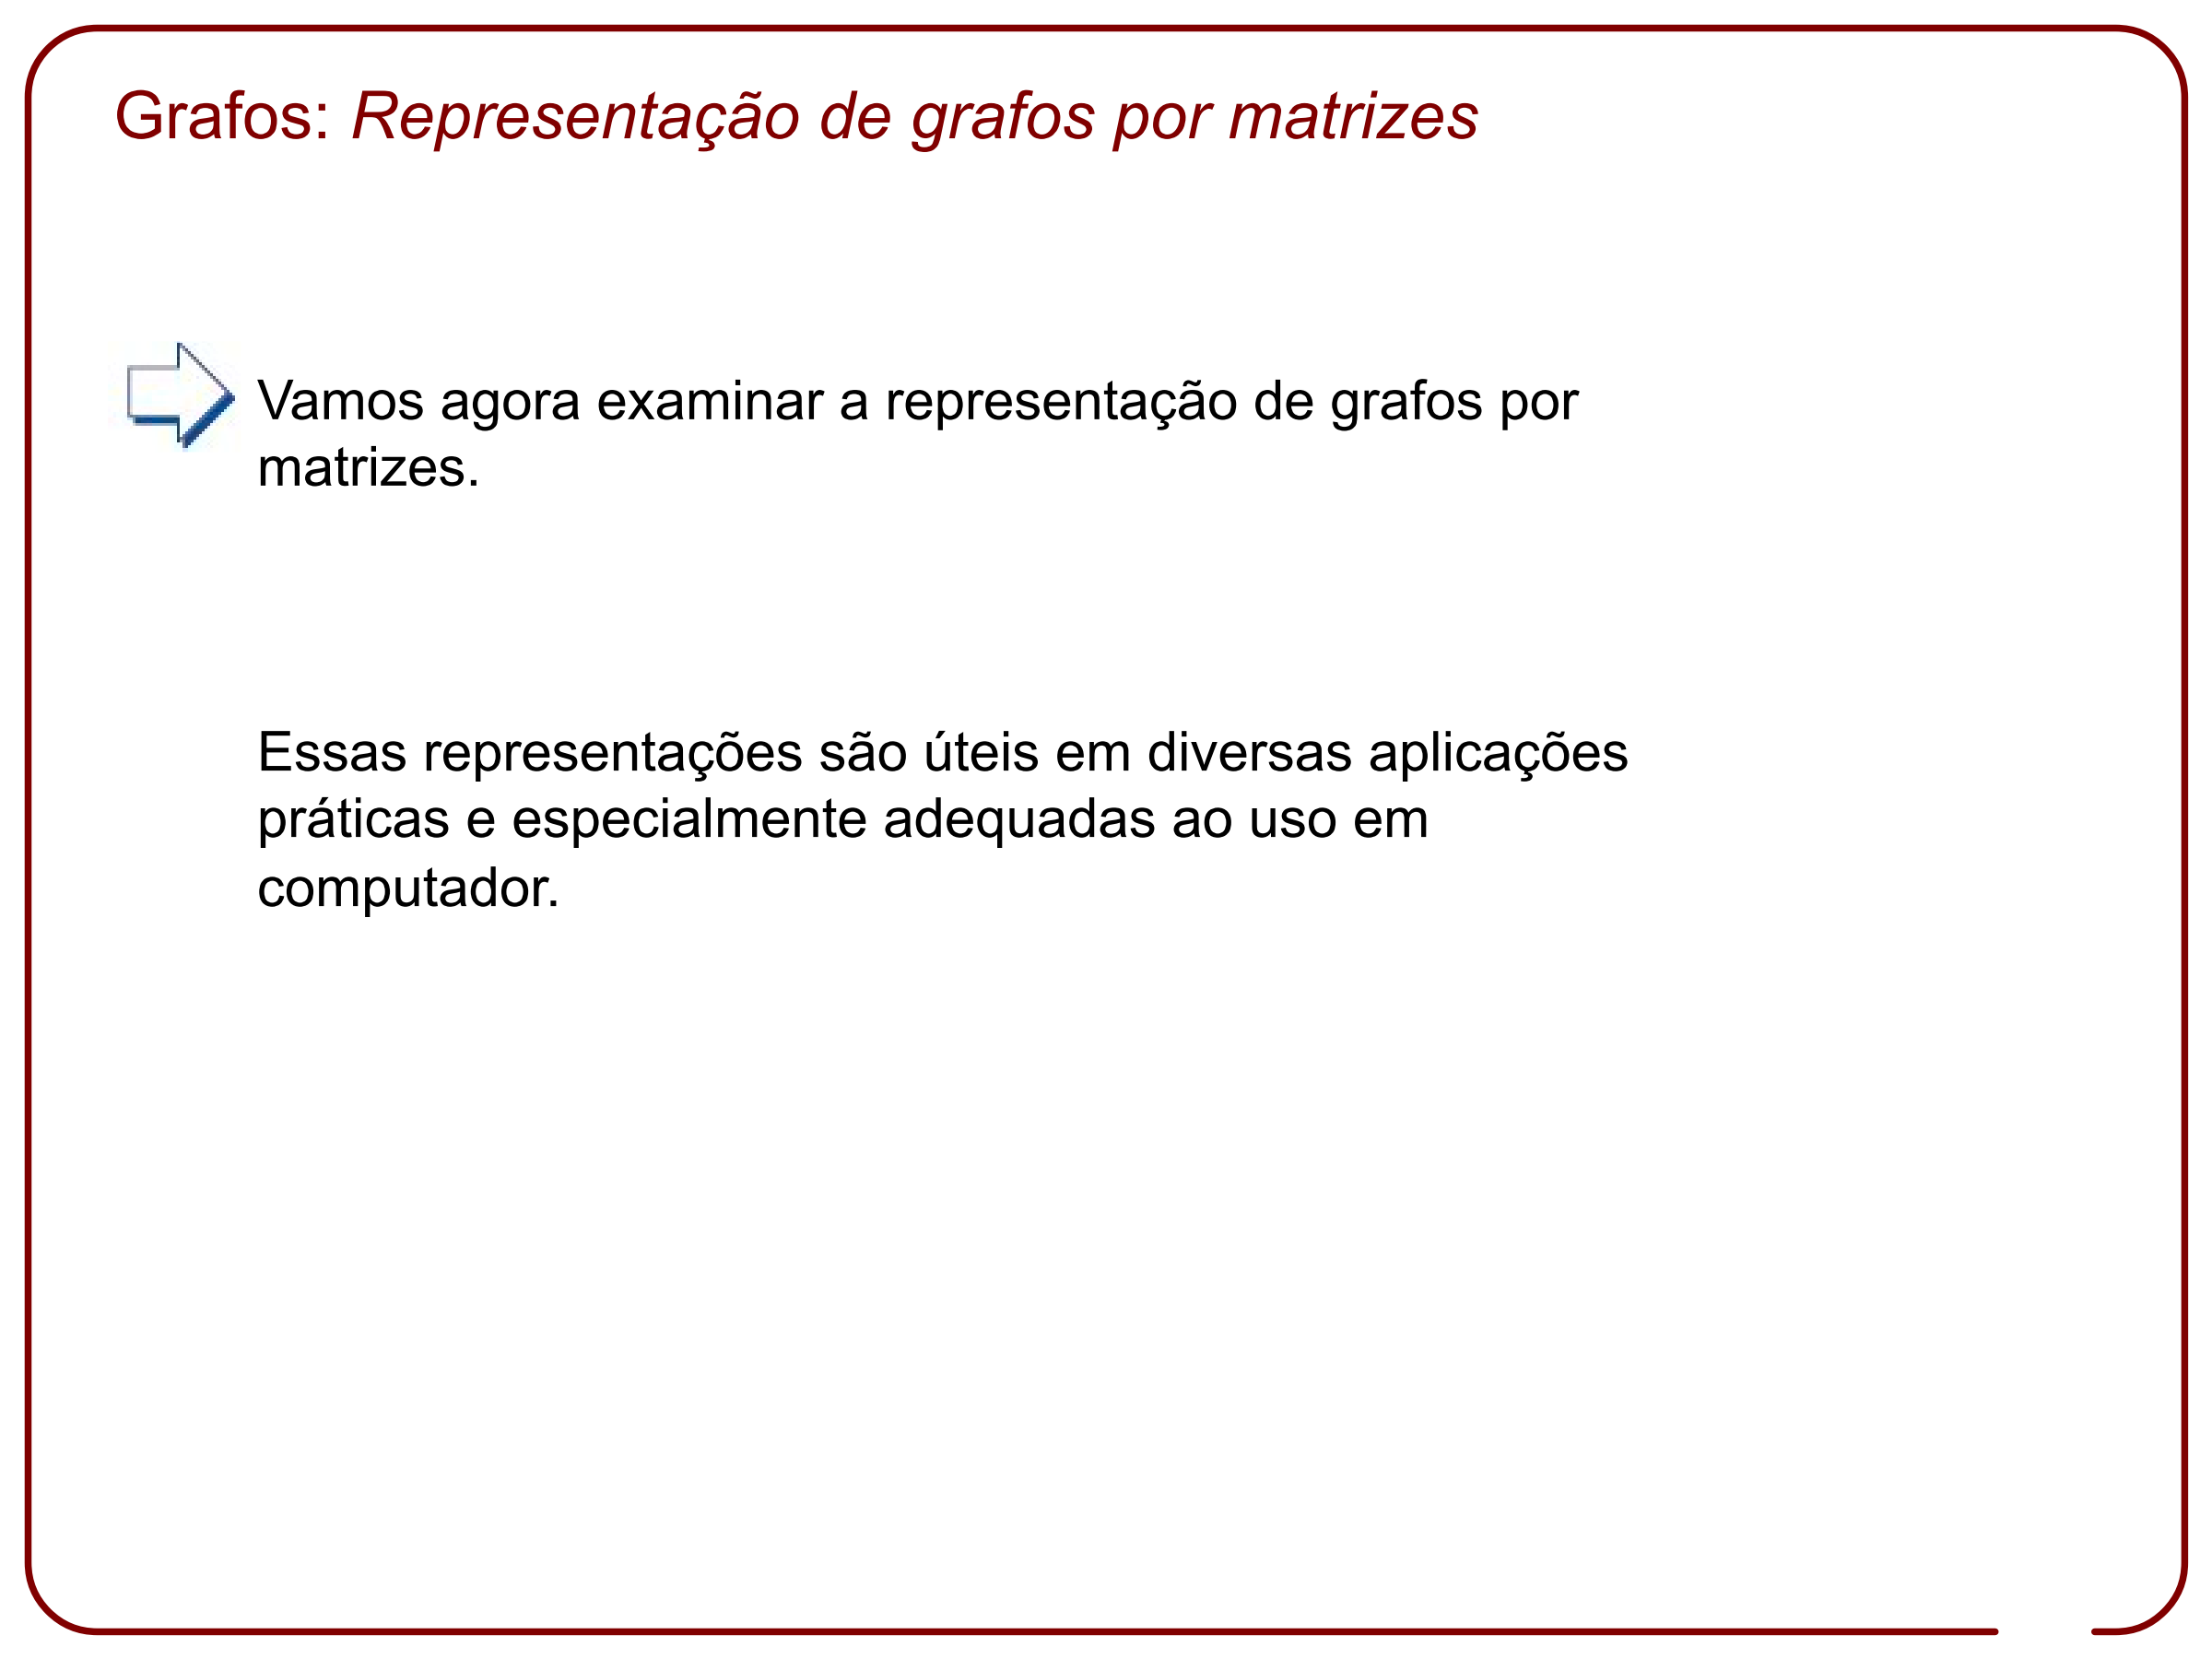 Grafos: Representação de grafos por matrizes
Vamos agora examinar a representação de grafos por
matrizes.
Essas representações são úteis em diversas aplicações
práticas e especialmente adequadas ao uso em
computador.